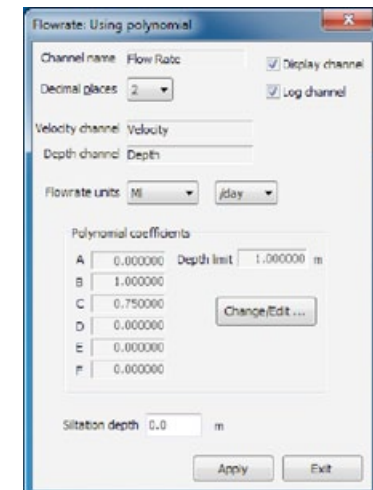 Flowrate: Using polynomial
Channel name Flow Rate Display channel
Decimal places 2 Log channel
Velocity channel Velocity
Depth channel Depth
Flowrate units Ml /day
Polynomial coefficients
A 0.000000 Depth limit 1.000000 m
B 1.000000
C 0.750000 Change/Edit ...
D 0.000000
E 0.000000
F 0.000000
Siltation depth 0.0 m
Apply Exit